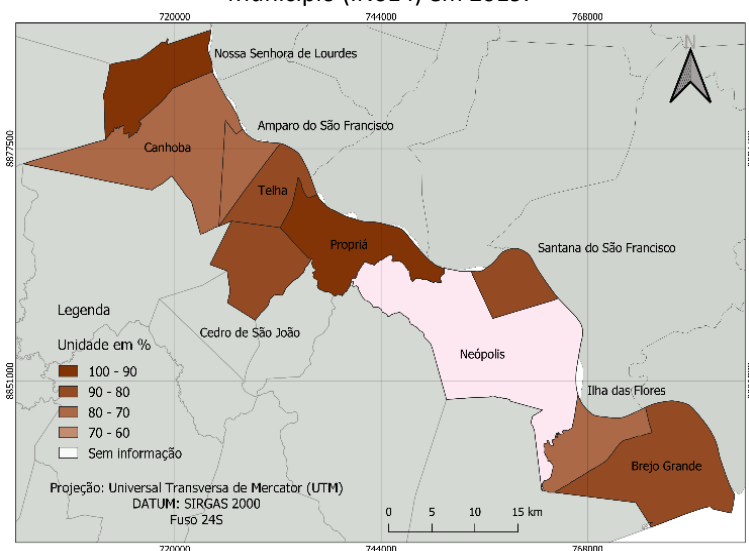 Município (IN014) em 2019.
720000 744000 768000
N
Nossa Senhora de Lourdes
Amparo do São Francisco
8877500
Canhoba
Telha
Propriá
Santana do São Francisco
Cedro de São João
Neópolis
8851000
8851000
Ilha das Flores
Brejo Grande
Legenda
Unidade em %
100 - 90
90 - 80
80 - 70
70 - 60
Sem informação
Projeção: Universal Transversa de Mercator (UTM)
DATUM: SIRGAS 2000
Fuso 24S
0 5 10 15 km
720000 744000 768000